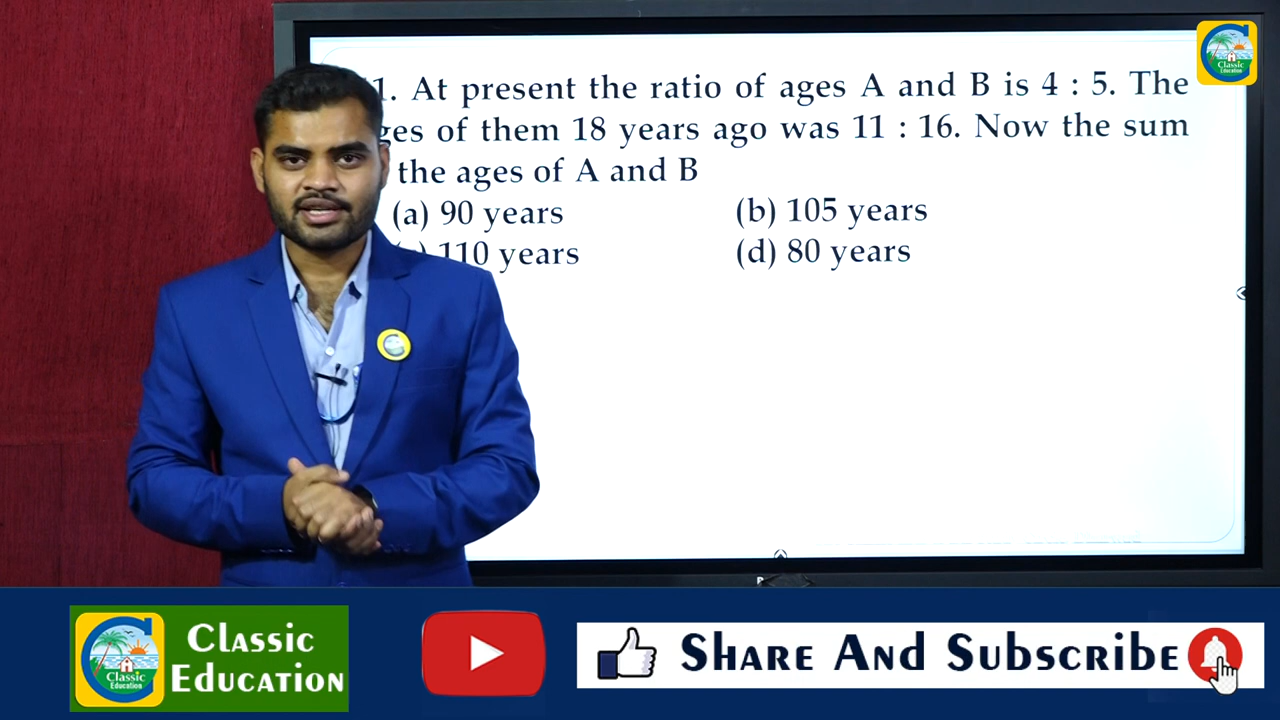 1. At present the ratio of ages A and B is 4 : 5. The
of them 18 years ago was 11 : 16. Now the sum
the ages of A and B
(a) 90 years (b) 105 years
110 years (d) 80 years
Classic
Education
Classic
Education
Classic
Education
Share And Subscribe